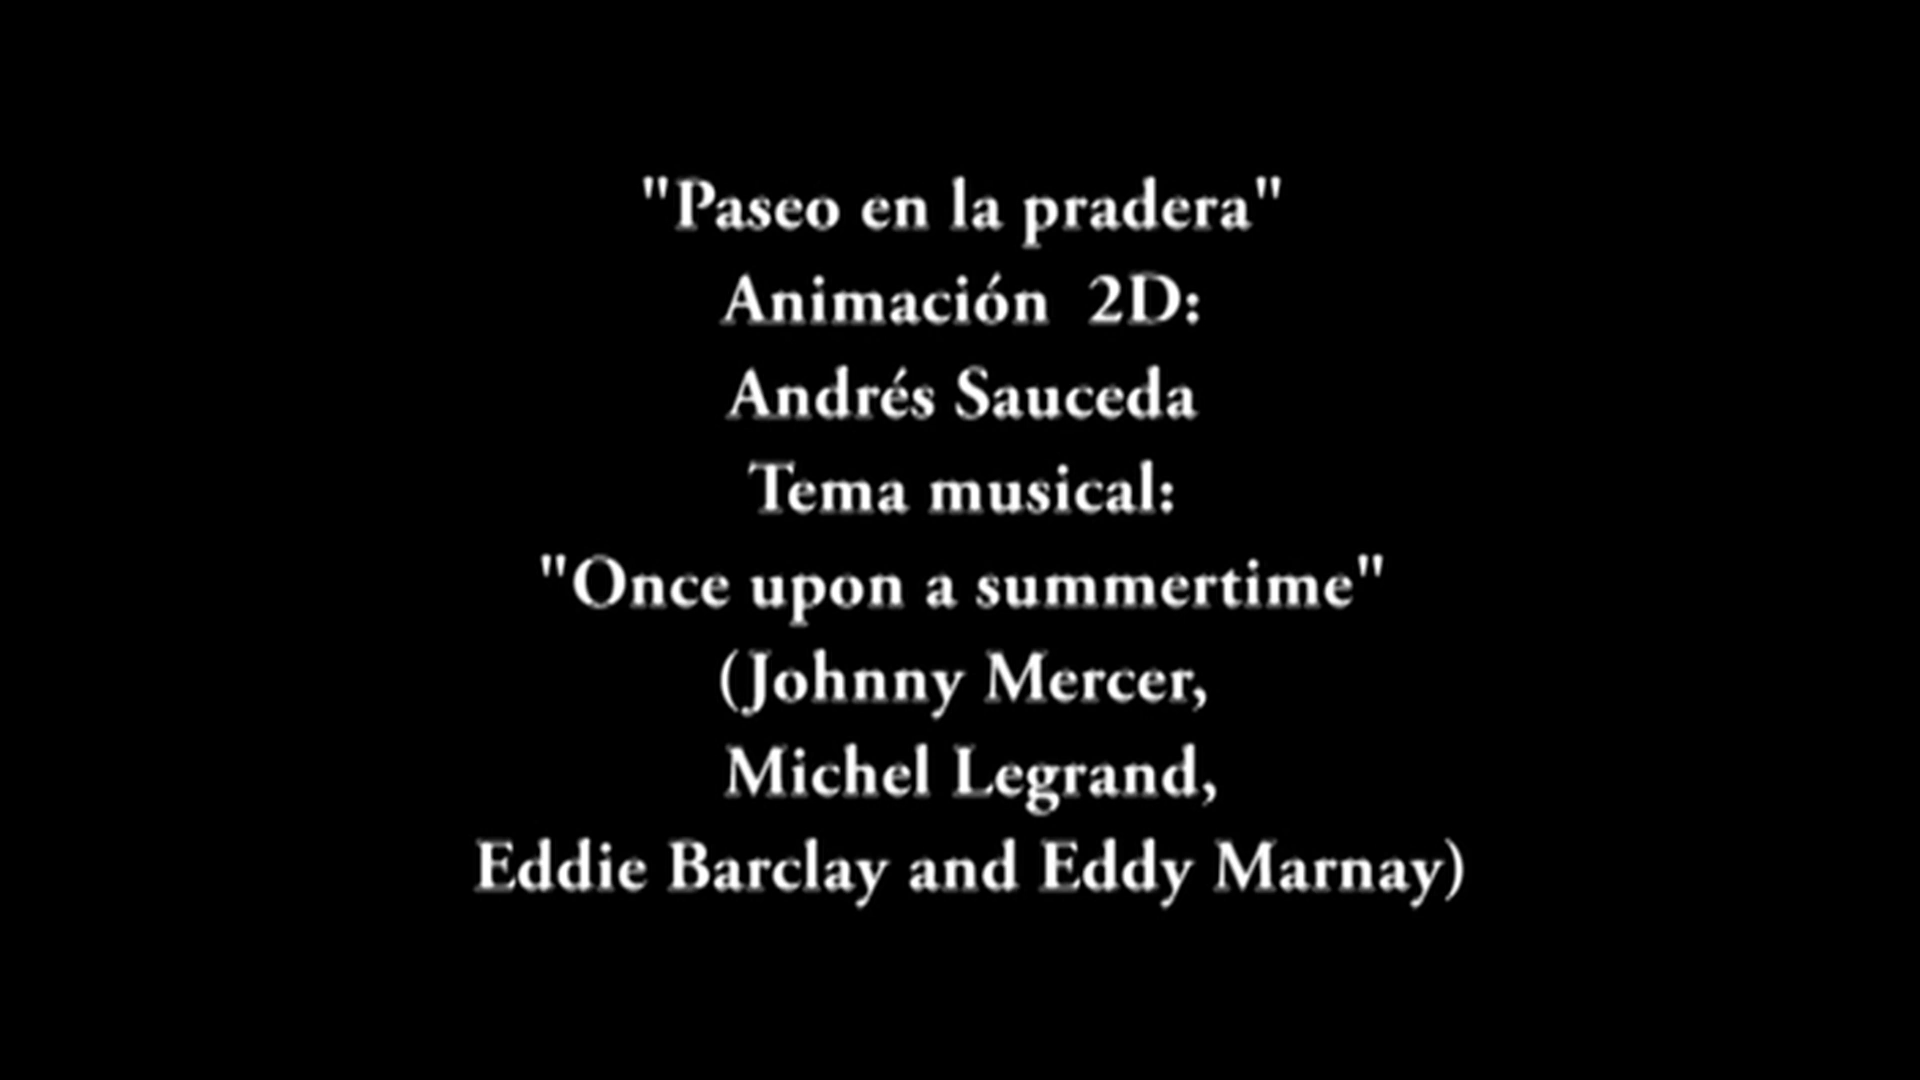 "Paseo en la pradera"
Animación  2D:
Andrés Sauceda
Tema musical:
"Once upon a summertime"
(Johnny Mercer,
Michel Legrand,
Eddie Barclay and Eddy Marnay)